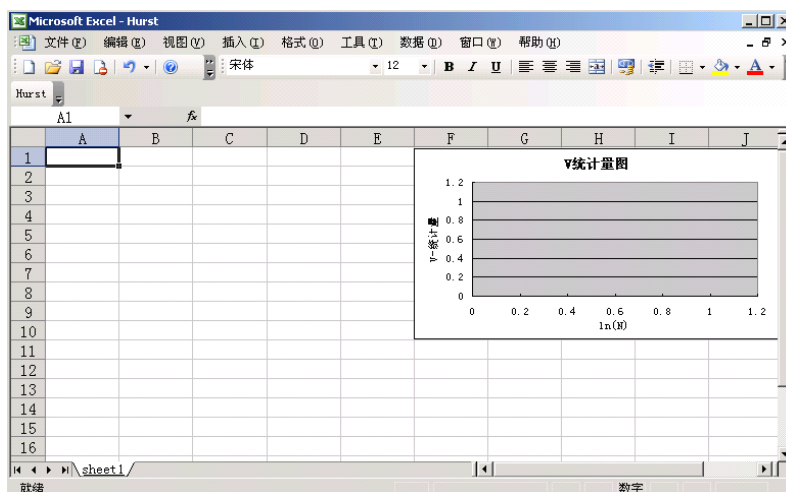 Microsoft Excel - Hurst
文件(F) 编辑(E) 视图(V) 插入(I) 格式(O) 工具(T) 数据(D) 窗口(W) 帮助(H)
宋体 12 B I U A
Hurst
A1 fx
A B C D E F G H I J
1
2
3
4
5
6
7
8
9
10
11
12
13
14
15
16
V统计量图
V-统计量
1.2
1
0.8
0.6
0.4
0.2
0
0 0.2 0.4 0.6 0.8 1 1.2
ln(N)
sheet1
就绪 数字